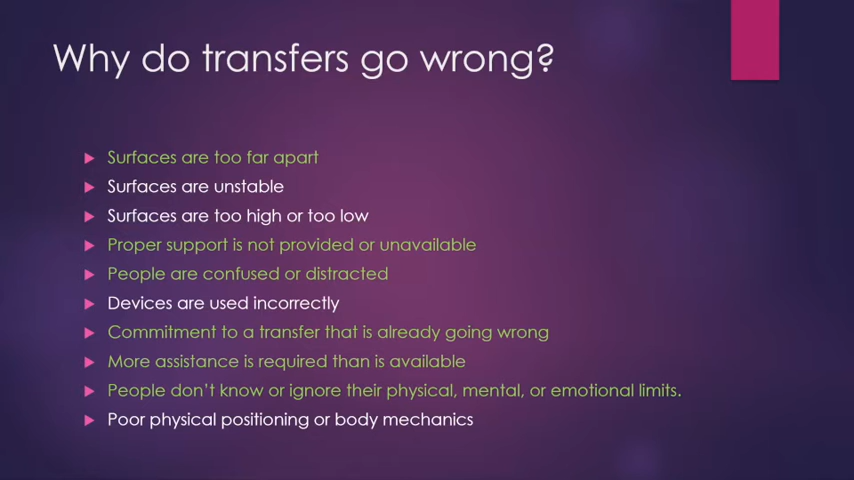 Why do transfers go wrong?
Surfaces are too far apart
Surfaces are unstable
Surfaces are too high or too low
Proper support is not provided or unavailable
People are confused or distracted
Devices are used incorrectly
Commitment to a transfer that is already going wrong
More assistance is required than is available
People don’t know or ignore their physical, mental, or emotional limits.
Poor physical positioning or body mechanics